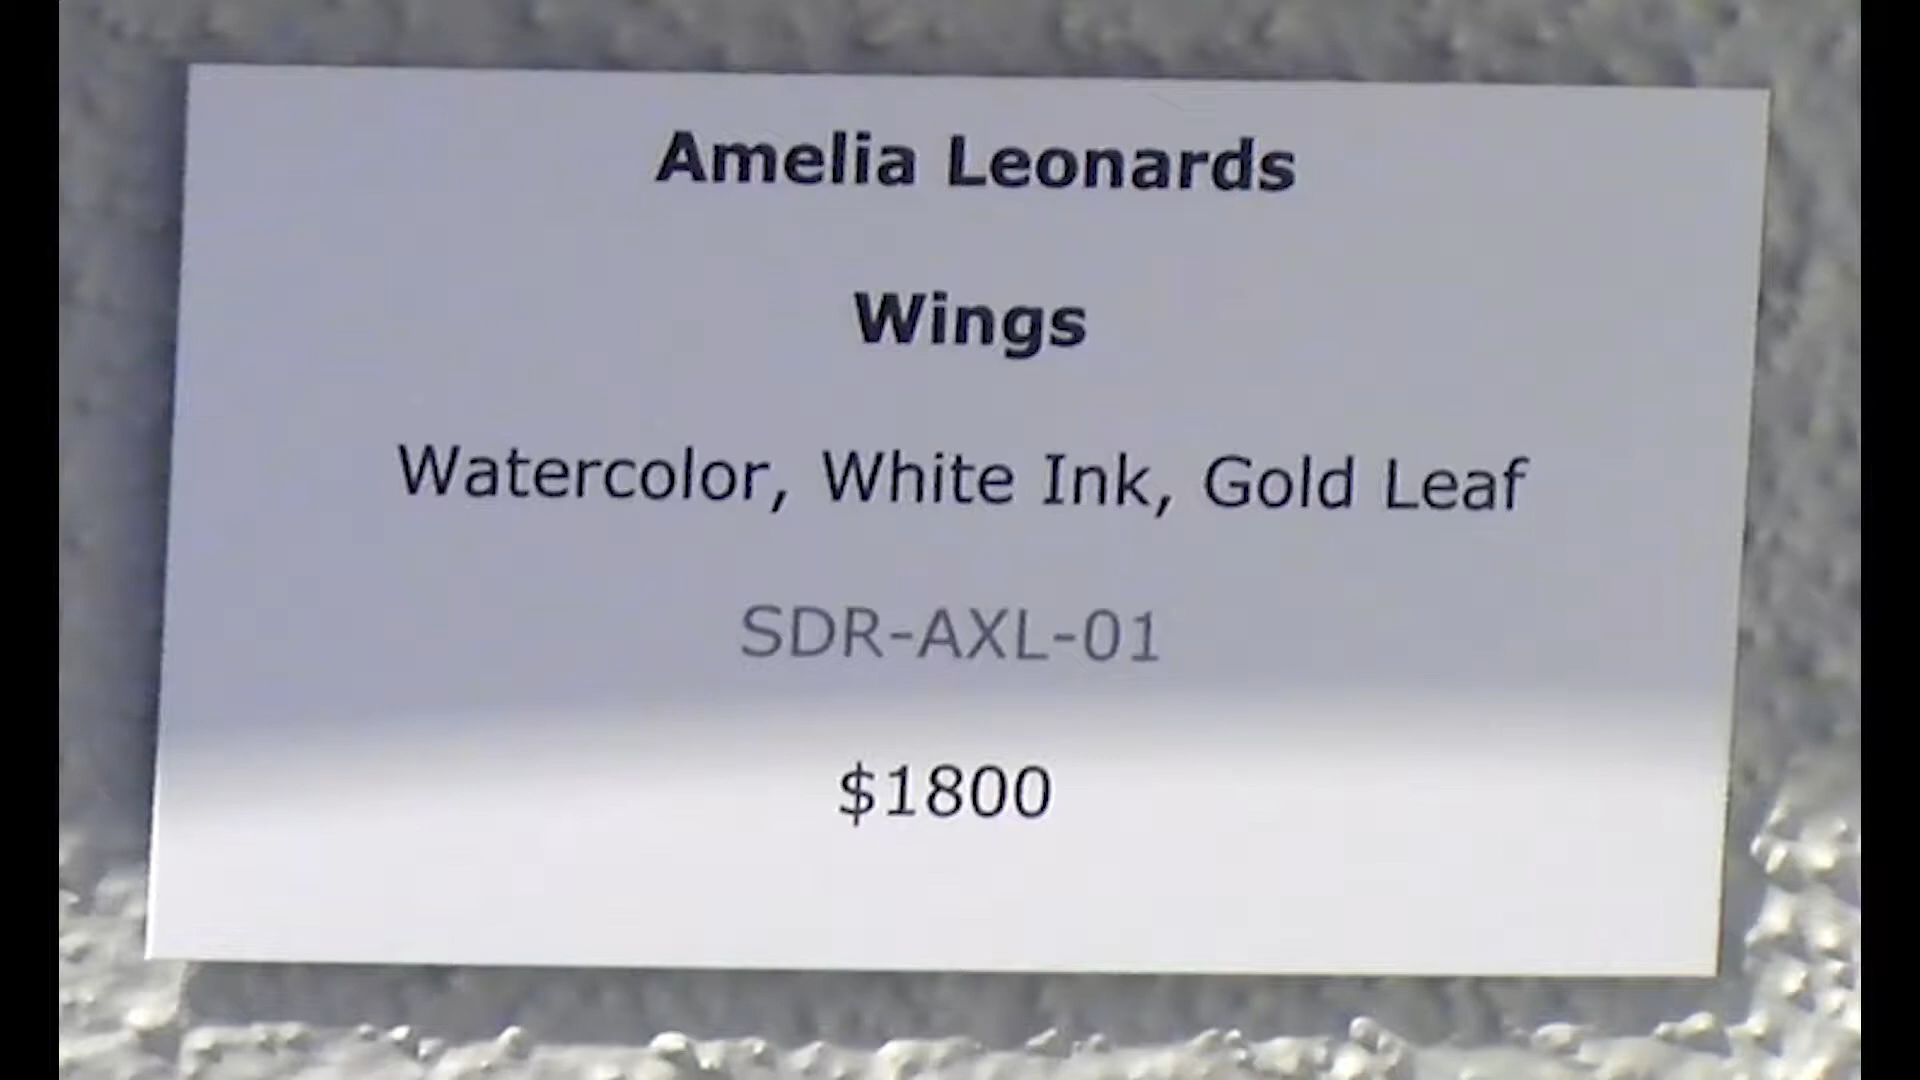 Amelia Leonards
Wings
Watercolor, White Ink, Gold Leaf
SDR-AXL-01
$1800